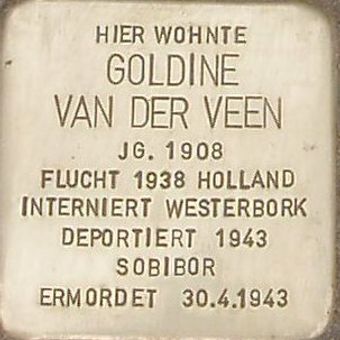 HIER WOHNTE
GOLDINE
VAN DER VEEN
JG. 1908
FLUCHT 1938 HOLLAND
INTERNIERT WESTERBORK
DEPORTIERT 1943
SOBIBOR
ERMORDET 30.4.1943